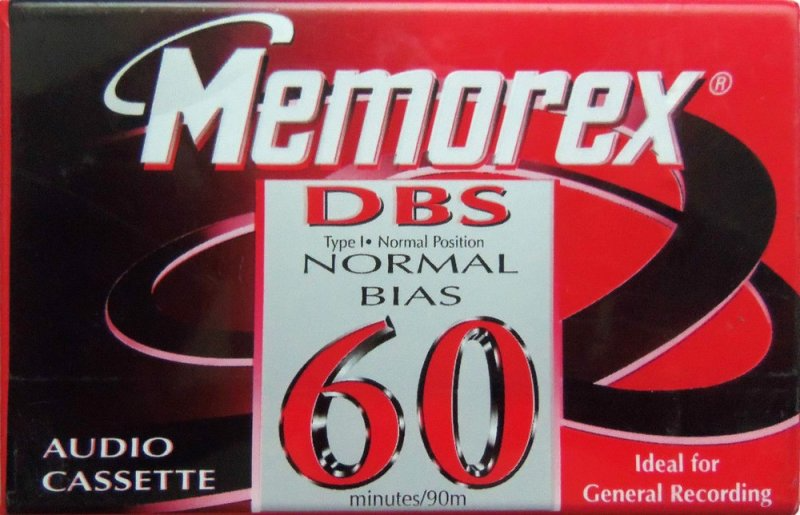 Memorex®
DBS
Type I• Normal Position
NORMAL
BIAS
60
minutes/90m
AUDIO
CASSETTE
Ideal for
General Recording